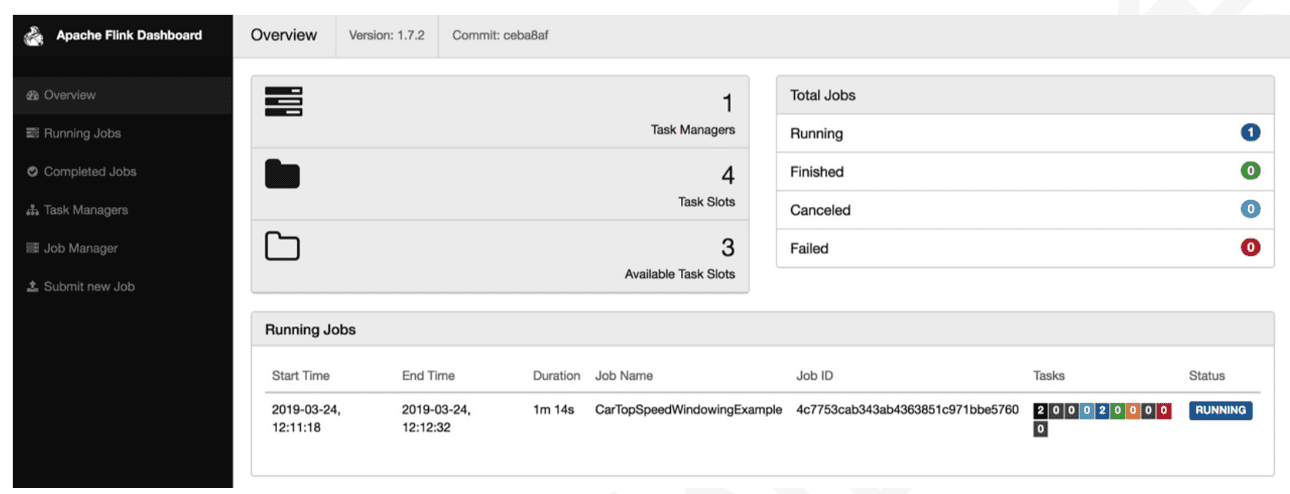 Apache Flink Dashboard
Overview
Version: 1.7.2
Commit: ceba8af
Overview
Running Jobs
Completed Jobs
Task Managers
Job Manager
Submit new Job
1
Task Managers
4
Task Slots
3
Available Task Slots
Total Jobs
Running 1
Finished 0
Canceled 0
Failed 0
Running Jobs
Start Time End Time Duration Job Name Job ID Tasks Status
2019-03-24, 2019-03-24, 1m 14s CarTopSpeedWindowingExample 4c7753cab343ab4363851c971bbe5760 2 0 0 0 2 0 0 0 0 RUNNING
12:11:18 12:12:32 0